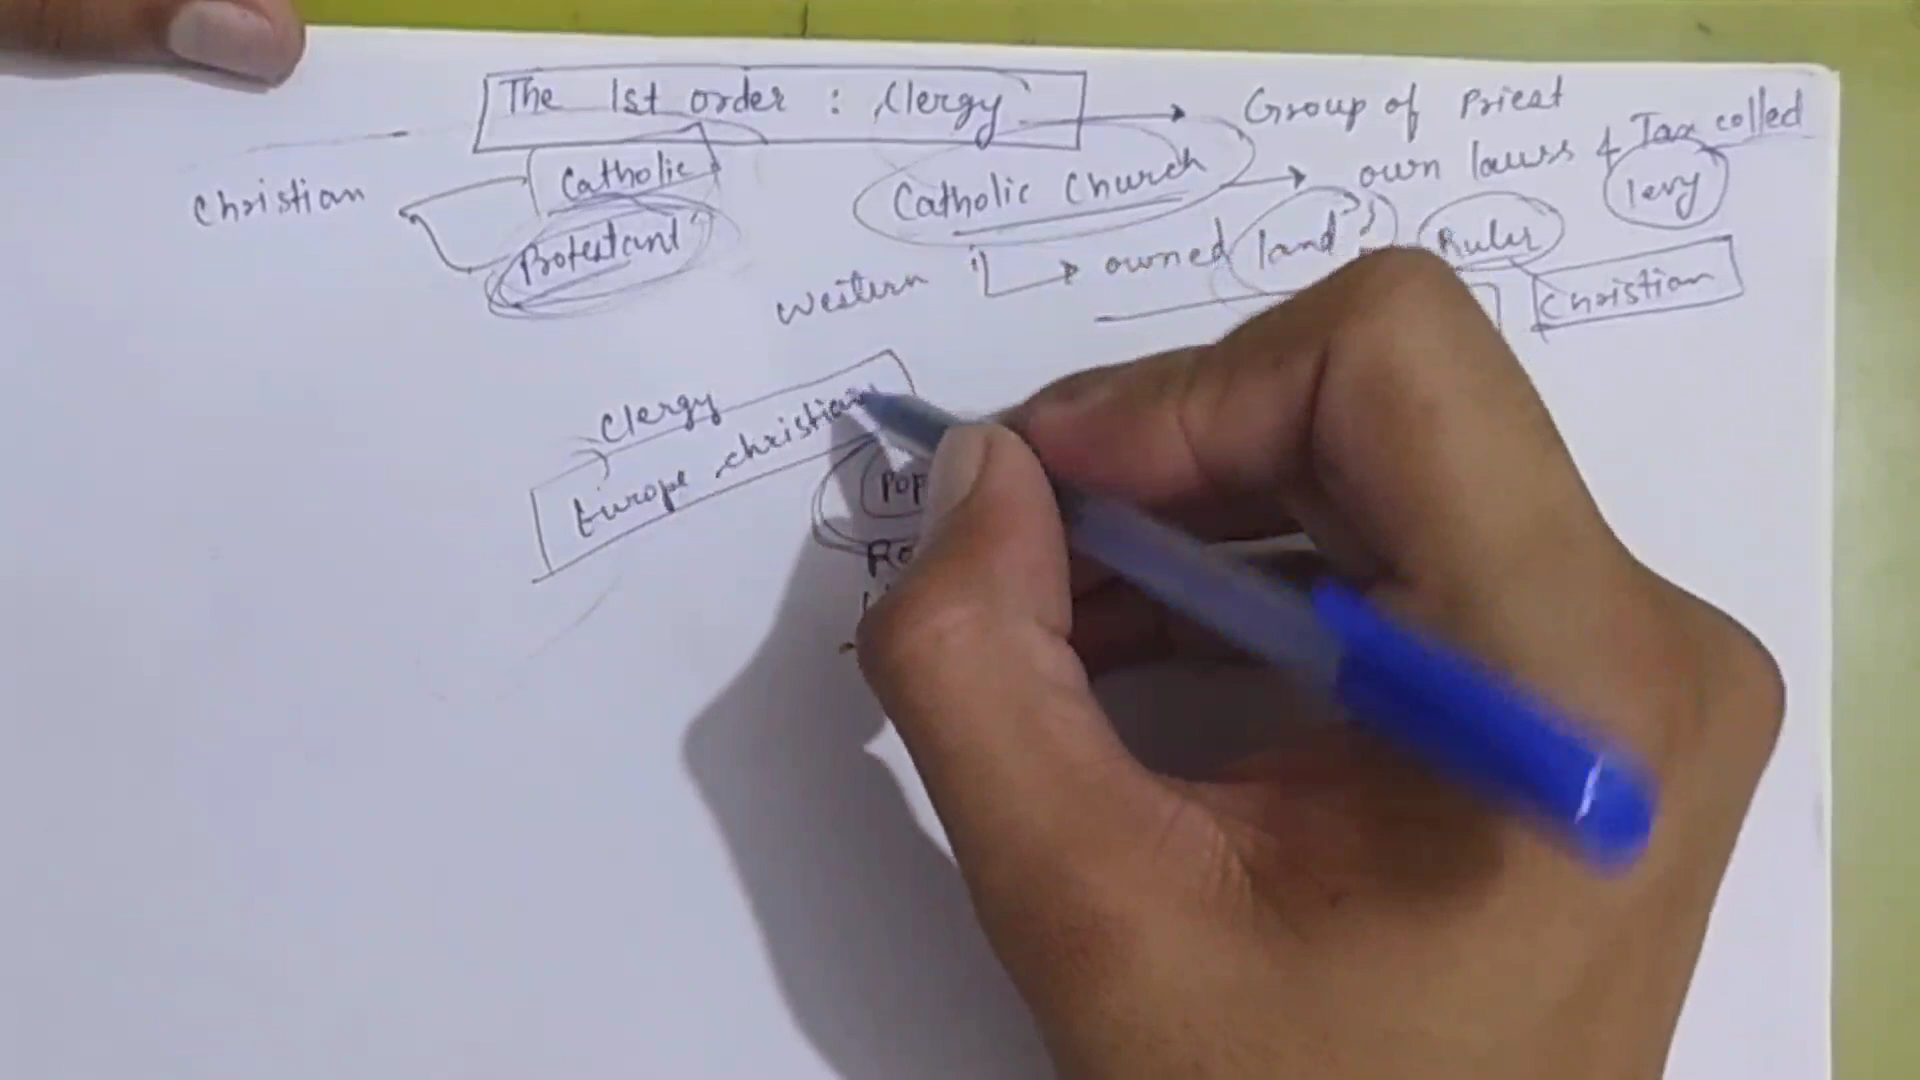 The 1st order : Clergy
Group of Priest
Christian
Catholic
Protestant
Catholic Church
own laws & Tax called
levy
Western
owned land
Ruler
Christian
Clergy
Europe christian